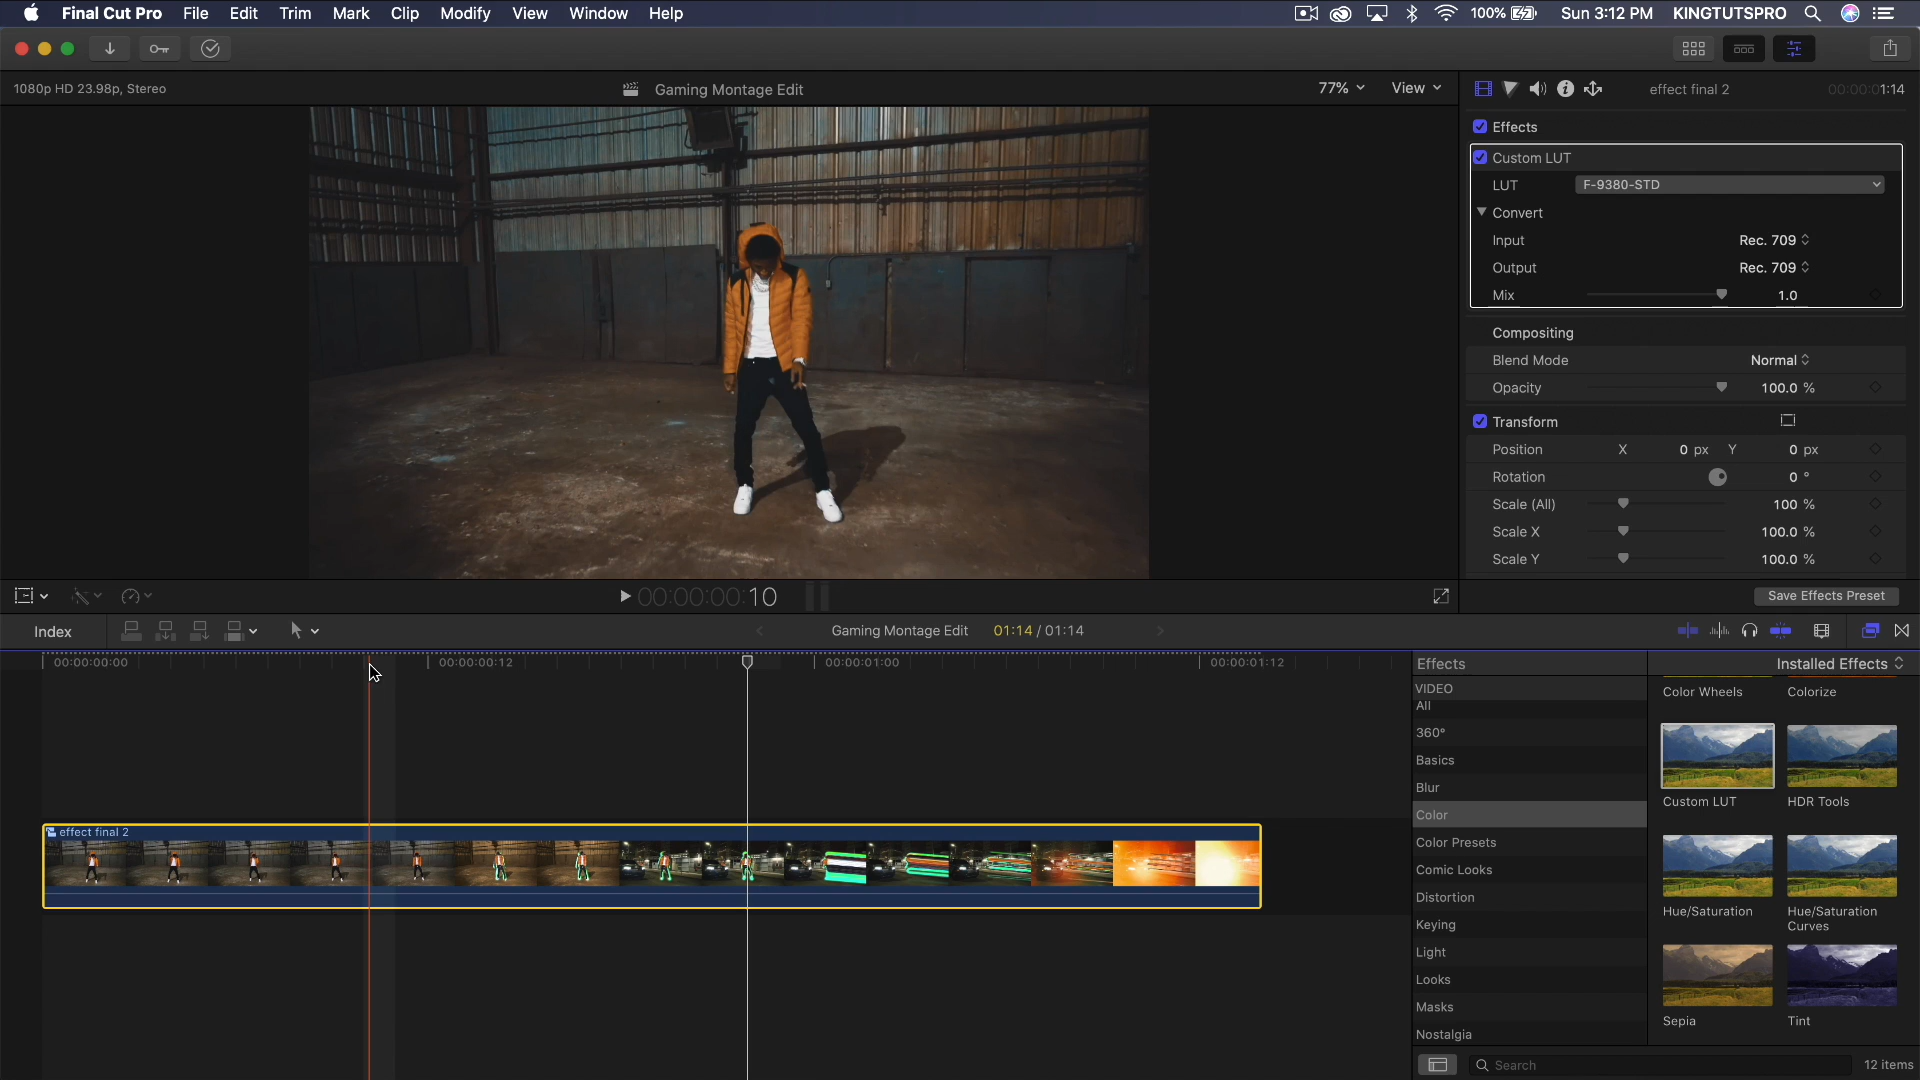 Final Cut Pro File Edit Trim Mark Clip Modify View Window Help 100% Sun 3:12 PM KINGTUTSPRO
1080p HD 23.98p, Stereo Gaming Montage Edit 77% View effect final 2 00:00:01:14
Effects
Custom LUT
LUT F-9380-STD
Convert
Input Rec. 709
Output Rec. 709
Mix 1.0
Compositing
Blend Mode Normal
Opacity 100.0 %
Transform
Position X 0 px Y 0 px
Rotation 0 °
Scale (All) 100 %
Scale X 100.0 %
Scale Y 100.0 %
00:00:00:10 Save Effects Preset
Index Gaming Montage Edit 01:14 / 01:14
00:00:00:00 00:00:00:12 00:00:01:00 00:00:01:12
effect final 2
Effects Installed Effects
VIDEO
All
360°
Basics
Blur
Color
Color Presets
Comic Looks
Distortion
Keying
Light
Looks
Masks
Nostalgia
Color Wheels Colorize
Custom LUT HDR Tools
Hue/Saturation Hue/Saturation
Curves
Sepia Tint
Search 12 items